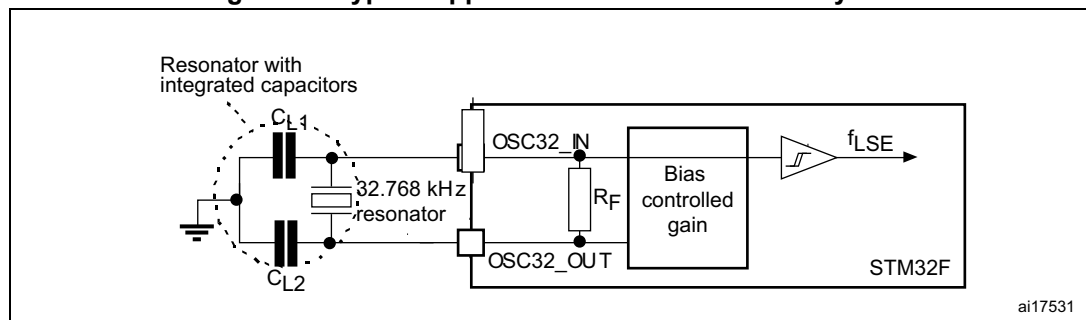 Resonator with
integrated capacitors
CL1
32.768 kHz
resonator
CL2
OSC32_IN
RF
OSC32_OUT
Bias
controlled
gain
fLSE
STM32F
ai17531